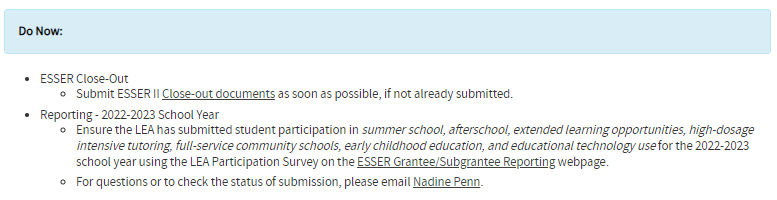 Do Now:
• ESSER Close-Out
○ Submit ESSER II Close-out documents as soon as possible, if not already submitted.
• Reporting - 2022-2023 School Year
○ Ensure the LEA has submitted student participation in summer school, afterschool, extended learning opportunities, high-dosage
intensive tutoring, full-service community schools, early childhood education, and educational technology use for the 2022-2023
school year using the LEA Participation Survey on the ESSER Grantee/Subgrantee Reporting webpage.
○ For questions or to check the status of submission, please email Nadine Penn.